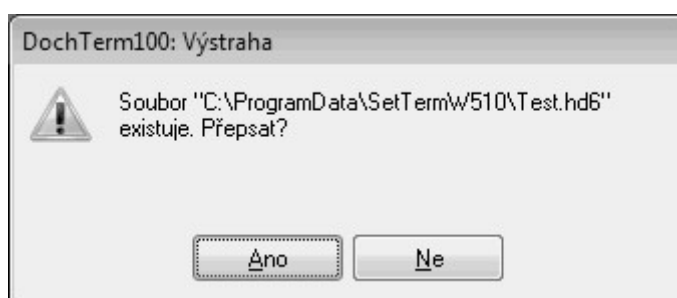 DochTerm100: Výstraha
Soubor "C:\ProgramData\SetTermW510\Test.hd6"
existuje. Přepsat?
Ano
Ne